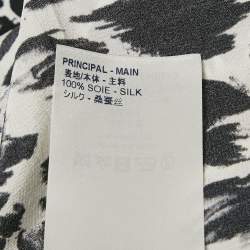 PRINCIPAL - MAIN
表地/本体 - 主料
100% SOIE - SILK
シルク - 桑蚕丝